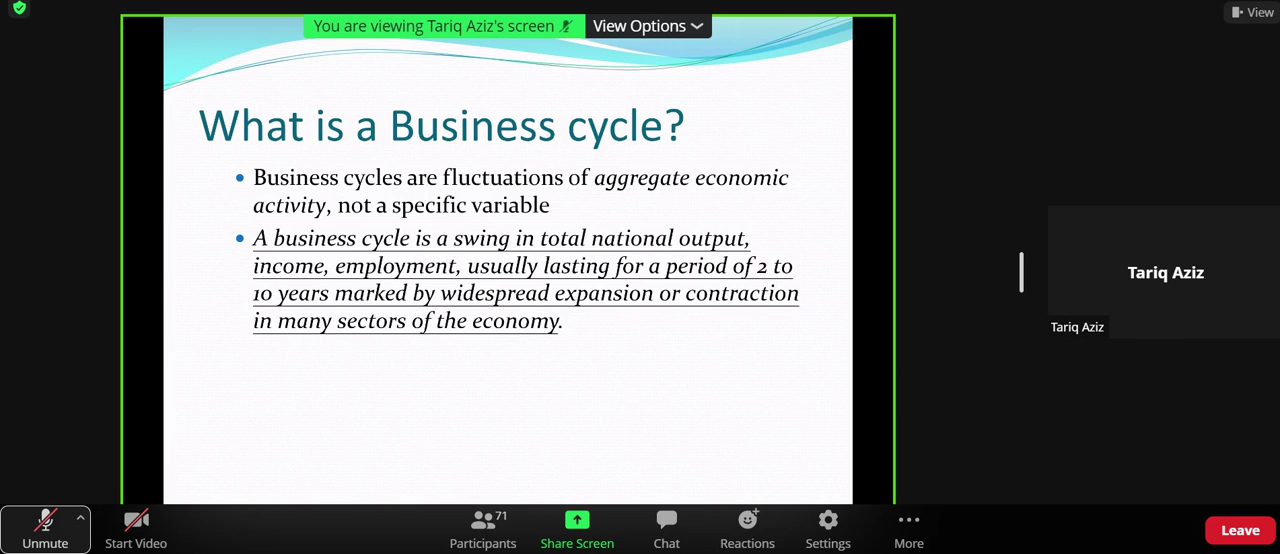 You are viewing Tariq Aziz's screen
View Options
View
What is a Business cycle?
• Business cycles are fluctuations of aggregate economic
activity, not a specific variable
• A business cycle is a swing in total national output,
income, employment, usually lasting for a period of 2 to
10 years marked by widespread expansion or contraction
in many sectors of the economy.
Tariq Aziz
Tariq Aziz
Unmute
Start Video
Participants
71
Share Screen
Chat
Reactions
Settings
More
Leave